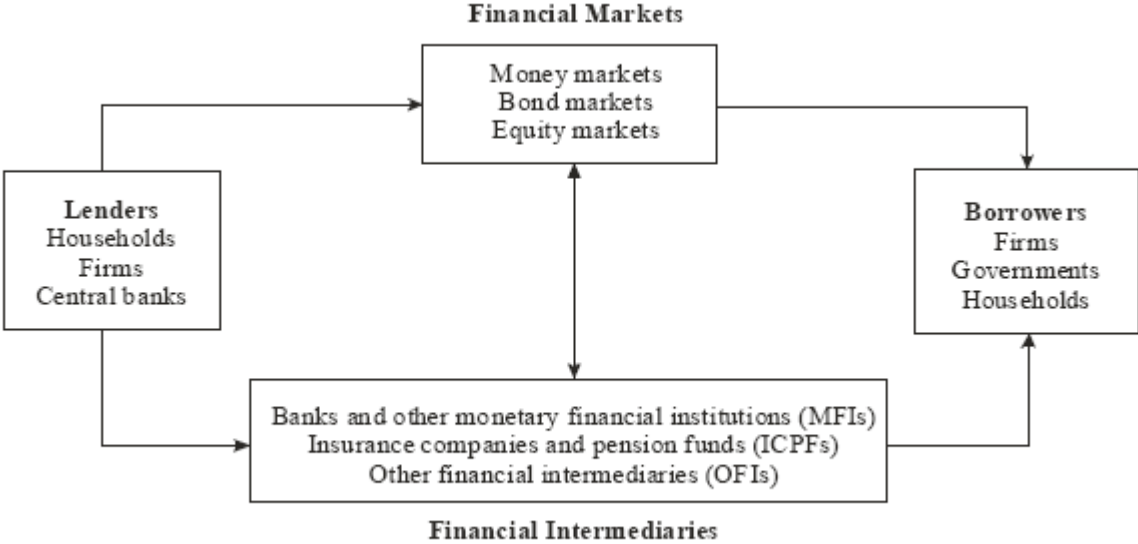 Financial Markets
Money markets
Bond markets
Equity markets
Lenders
Households
Firms
Central banks
Borrowers
Firms
Governments
Households
Banks and other monetary financial institutions (MFIs)
Insurance companies and pension funds (ICPFs)
Other financial intermediaries (OFIs)
Financial Intermediaries